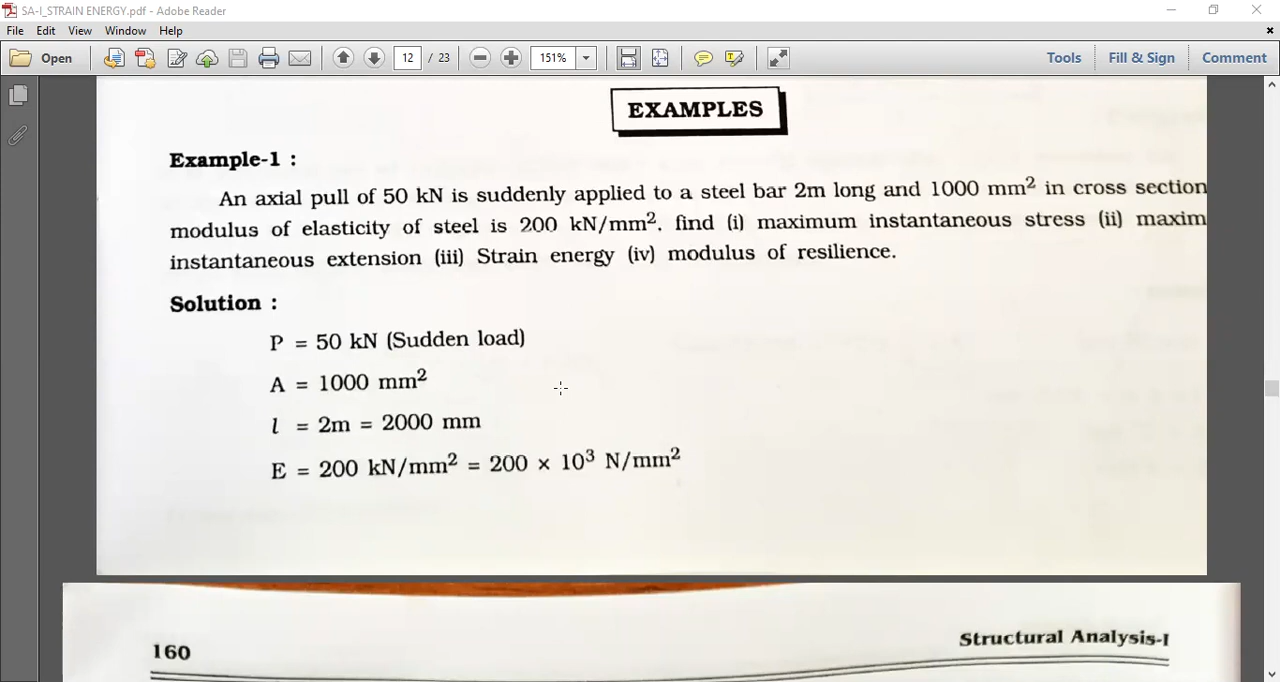 SA-I_STRAIN ENERGY.pdf - Adobe Reader
File Edit View Window Help
Open 12 / 23 151% Tools Fill & Sign Comment
EXAMPLES
Example-1 :
An axial pull of 50 kN is suddenly applied to a steel bar 2m long and 1000 mm² in cross section
modulus of elasticity of steel is 200 kN/mm², find (i) maximum instantaneous stress (ii) maxim
instantaneous extension (iii) Strain energy (iv) modulus of resilience.
Solution :
P = 50 kN (Sudden load)
A = 1000 mm²
l = 2m = 2000 mm
E = 200 kN/mm² = 200 × 10³ N/mm²
160 Structural Analysis-I